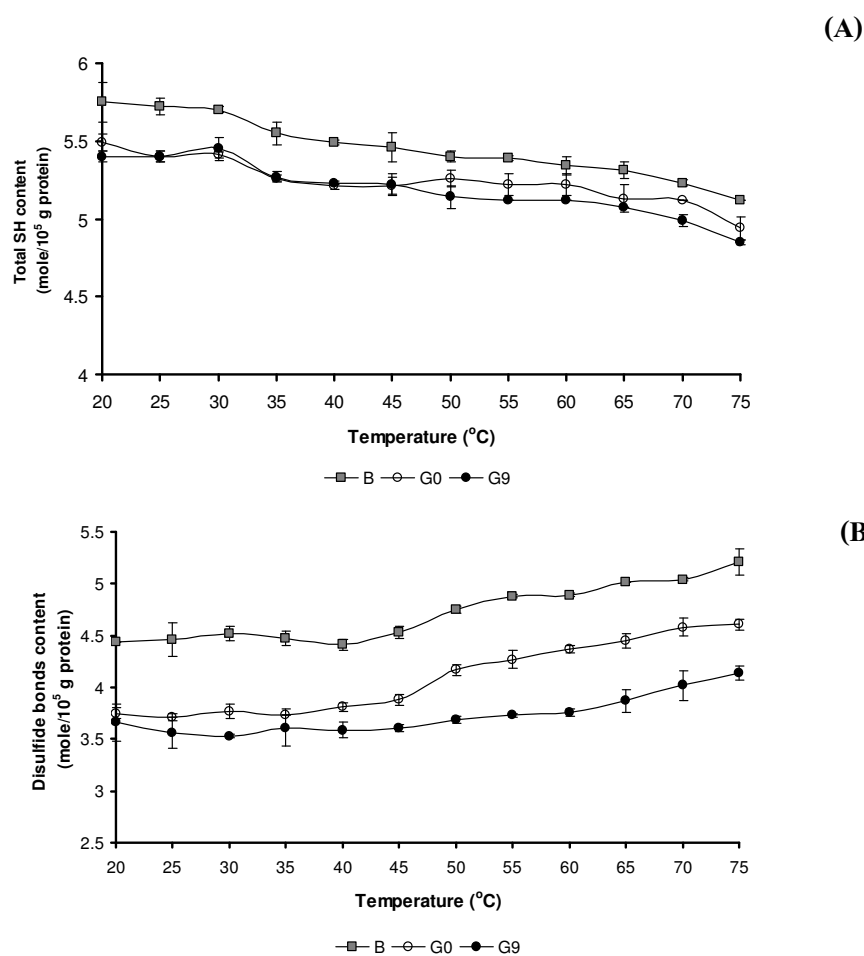 (A)
6
5.5
5
4.5
4
Total SH content
(mole/10⁵ g protein)
20 25 30 35 40 45 50 55 60 65 70 75
Temperature (°C)
B G0 G9
(B
5.5
5
4.5
4
3.5
3
2.5
Disulfide bonds content
(mole/10⁵ g protein)
20 25 30 35 40 45 50 55 60 65 70 75
Temperature (°C)
B G0 G9